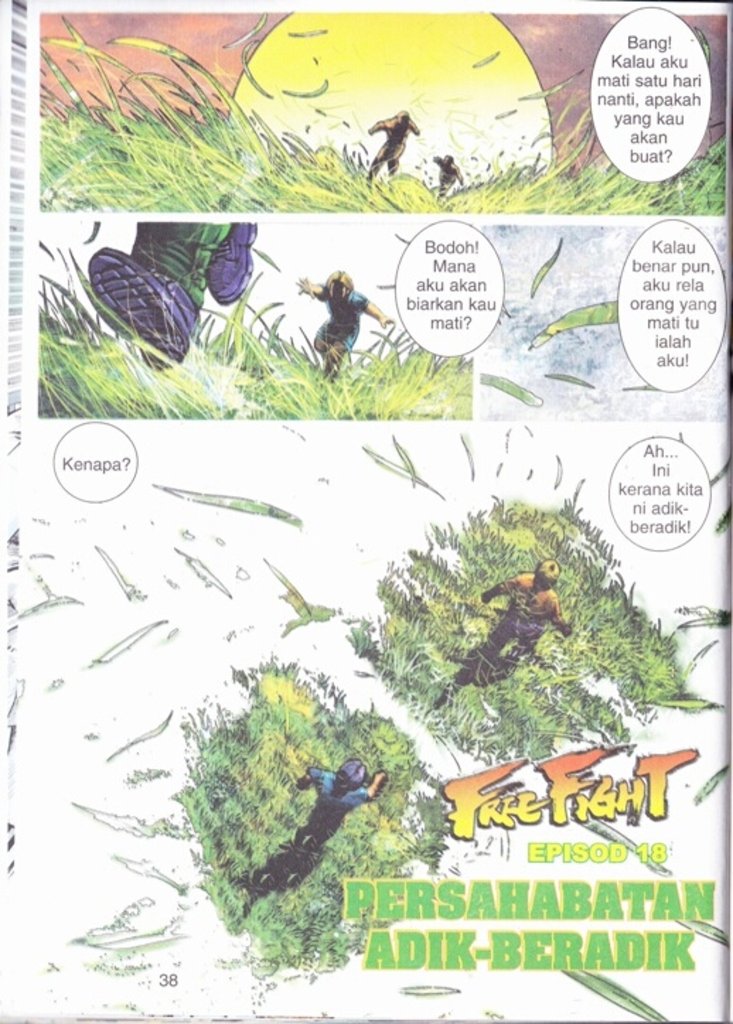 Bang!
Kalau aku
mati satu hari
nanti, apakah
yang kau
akan
buat?
Bodoh!
Mana
aku akan
biarkan kau
mati?
Kalau
benar pun,
aku rela
orang yang
mati tu
ialah
aku!
Kenapa?
Ah...
Ini
kerana kita
ni adik-
beradik!
FREE FIGHT
EPISOD 18
PERSAHABATAN
ADIK-BERADIK
38